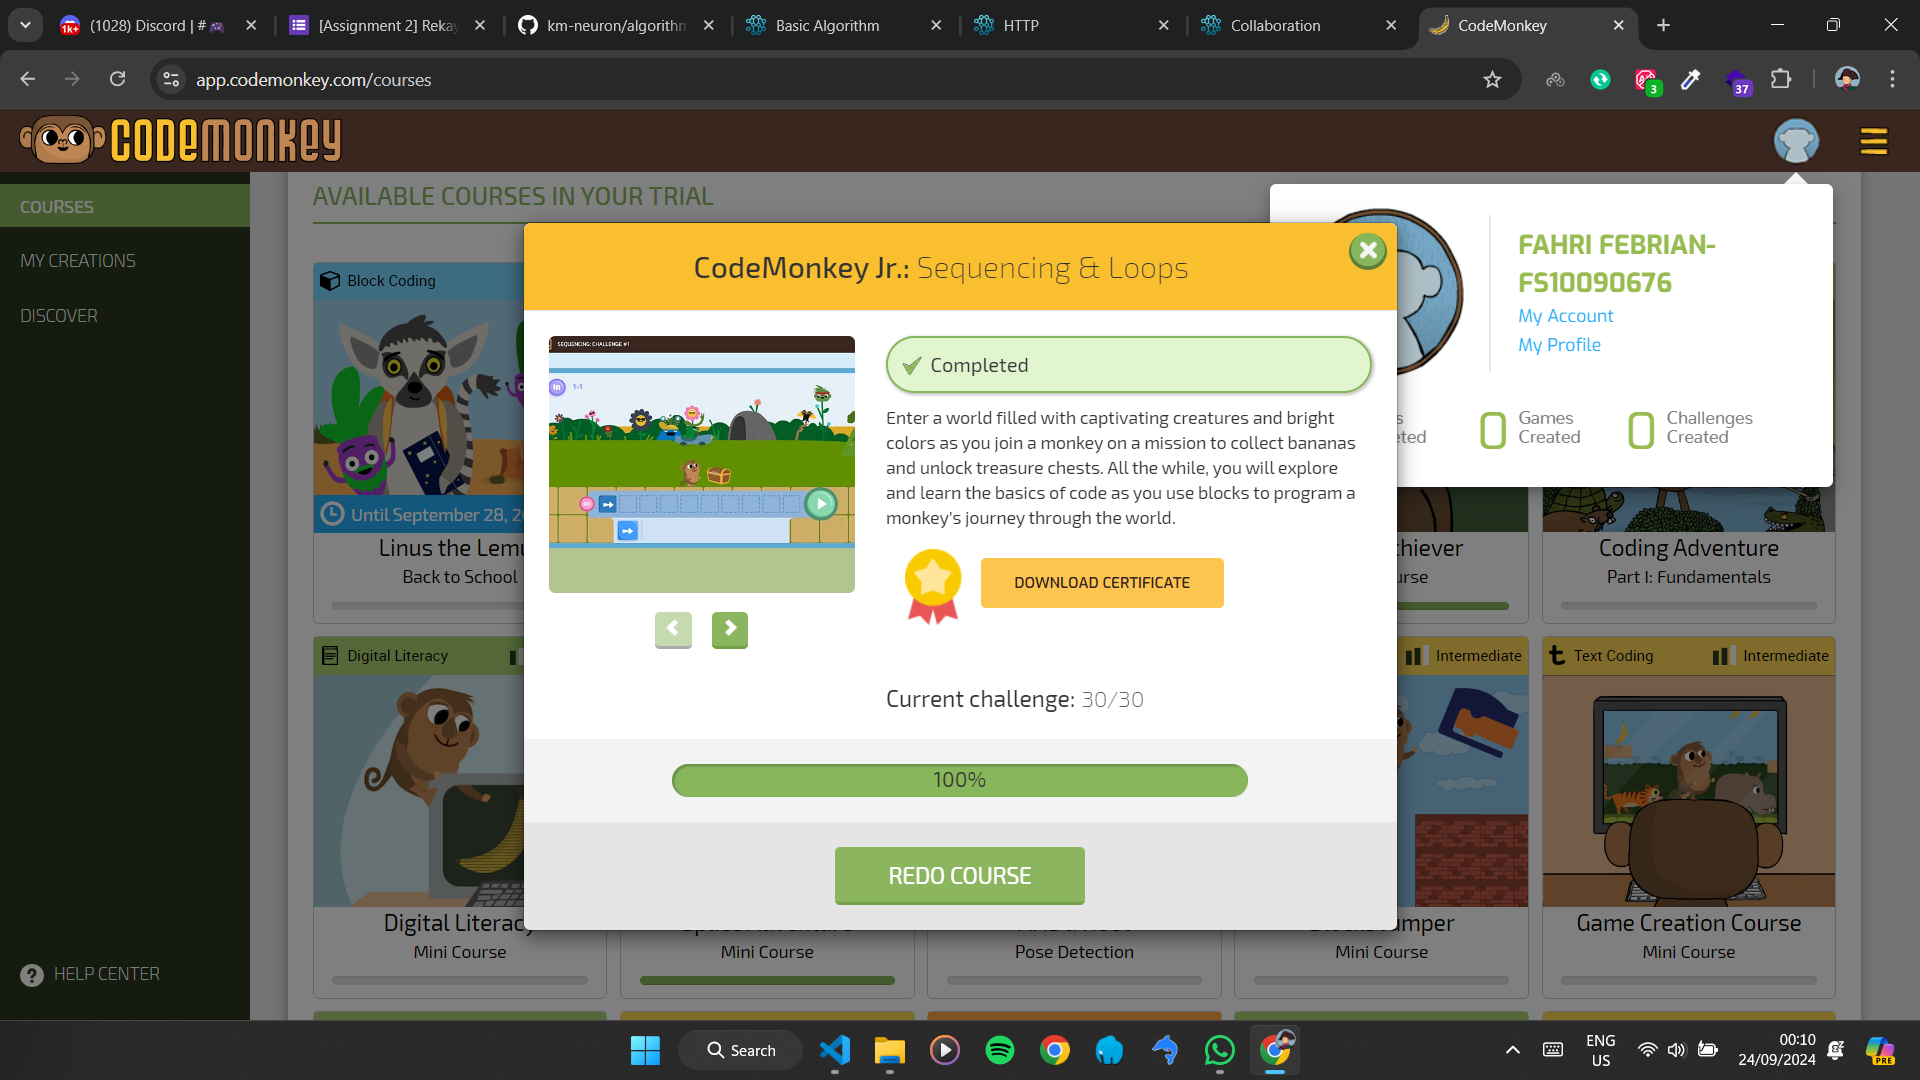 (1028) Discord | #
[Assignment 2] Rekay
km-neuron/algorithm
Basic Algorithm
HTTP
Collaboration
CodeMonkey
app.codemonkey.com/courses
3
37
CODEMONKEY
COURSES
MY CREATIONS
DISCOVER
HELP CENTER
AVAILABLE COURSES IN YOUR TRIAL
FAHRI FEBRIAN-
FS10090676
My Account
My Profile
0 Games Created
0 Challenges Created
Block Coding
Until September 28, 2
Linus the Lemu
Back to School
CodeMonkey Jr.: Sequencing & Loops
SEQUENCING: CHALLENGE #1
1-1
Completed
Enter a world filled with captivating creatures and bright
colors as you join a monkey on a mission to collect bananas
and unlock treasure chests. All the while, you will explore
and learn the basics of code as you use blocks to program a
monkey's journey through the world.
DOWNLOAD CERTIFICATE
Current challenge: 30/30
100%
REDO COURSE
Coding Adventure
Part I: Fundamentals
Digital Literacy
Digital Literacy
Mini Course
Mini Course
Pose Detection
Intermediate
Mini Course
Text Coding
Intermediate
Game Creation Course
Mini Course
Search
ENG
US
00:10
24/09/2024
PRE